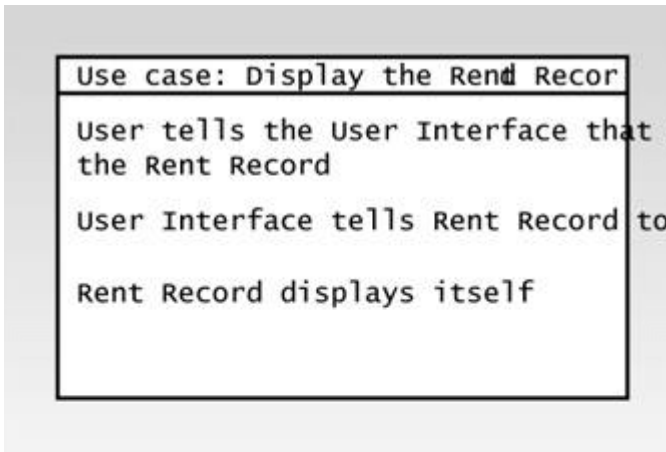 Use case: Display the Rent Recor
User tells the User Interface that
the Rent Record
User Interface tells Rent Record to
Rent Record displays itself